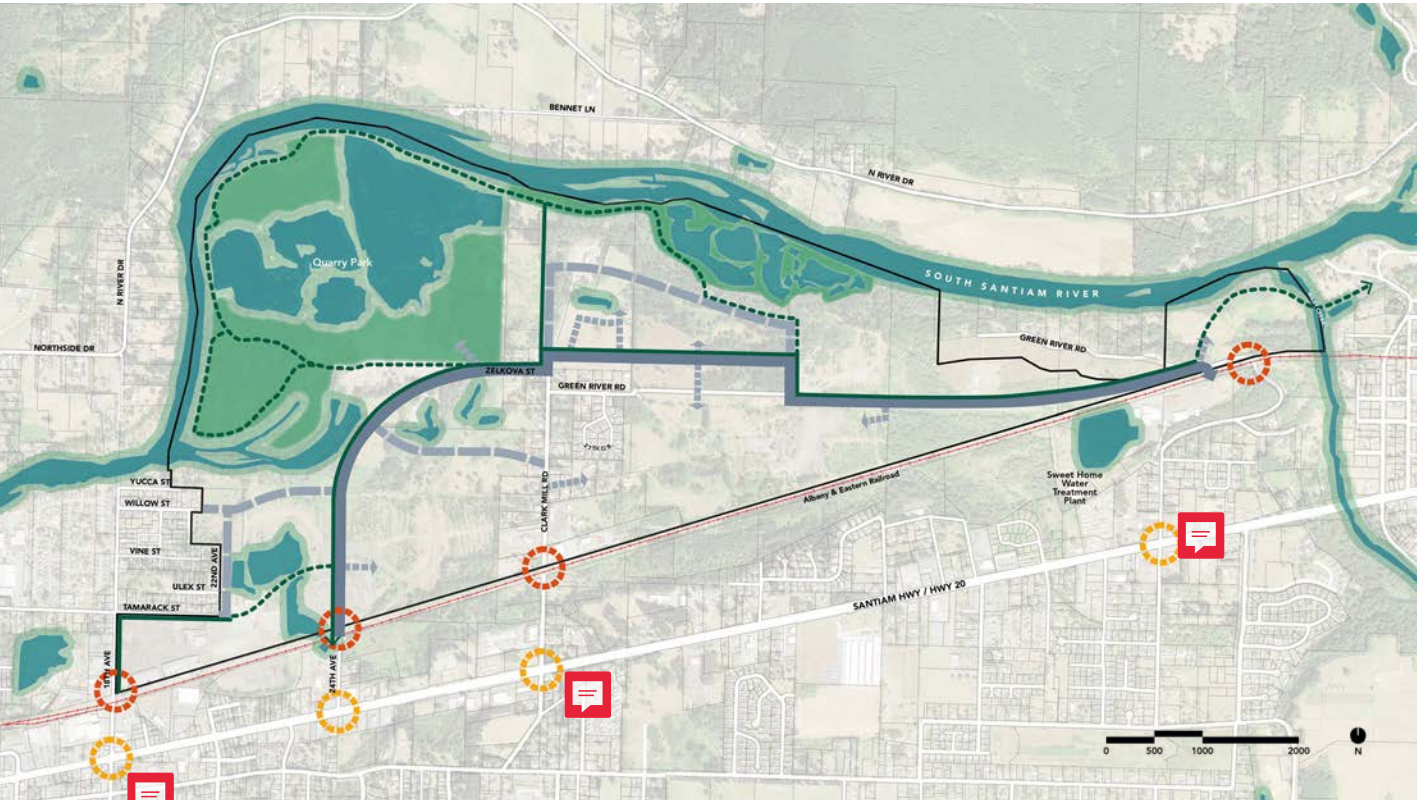 BENNET LN
N RIVER DR
Quarry Park
N RIVER DR
SOUTH SANTIAM RIVER
NORTHSIDE DR
GREEN RIVER RD
ZELKOVA ST
GREEN RIVER RD
YUCCA ST
WILLOW ST
CLARK MILL RD
Albany & Eastern Railroad
Sweet Home
Water
Treatment
Plant
VINE ST
22ND AVE
ULEX ST
TAMARACK ST
SANTIAM HWY / HWY 20
18TH AVE
24TH AVE
0 500 1000 2000
N